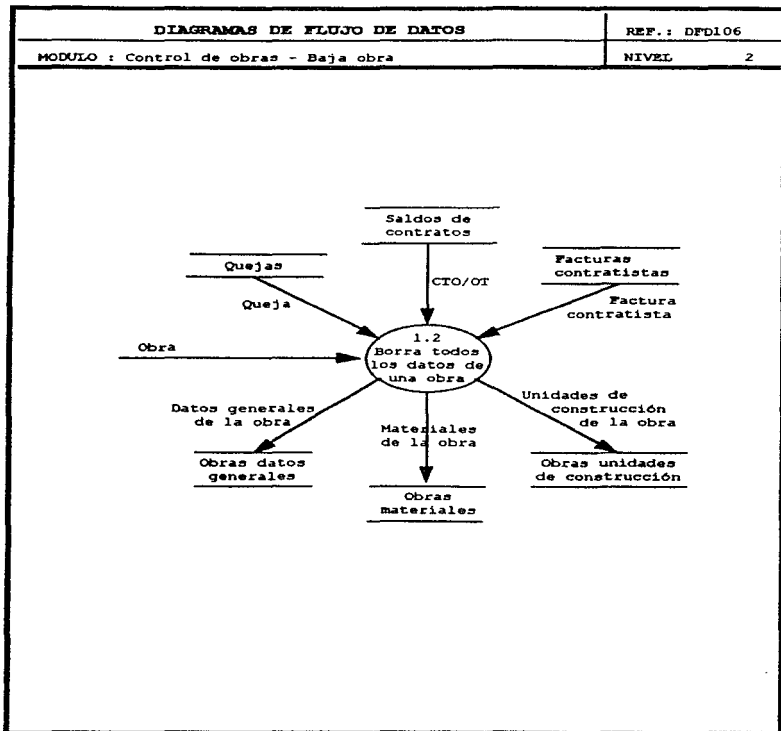 DIAGRAMAS DE FLUJO DE DATOS
REF.: DFD106
MODULO : Control de obras - Baja obra
NIVEL 2
Saldos de
contratos
Quejas
Facturas
contratistas
CTO/OT
Queja
Factura
contratista
Obra
1.2
Borra todos
los datos de
una obra
Datos generales
de la obra
Materiales
de la obra
Unidades de
construcción
de la obra
Obras datos
generales
Obras
materiales
Obras unidades
de construcción